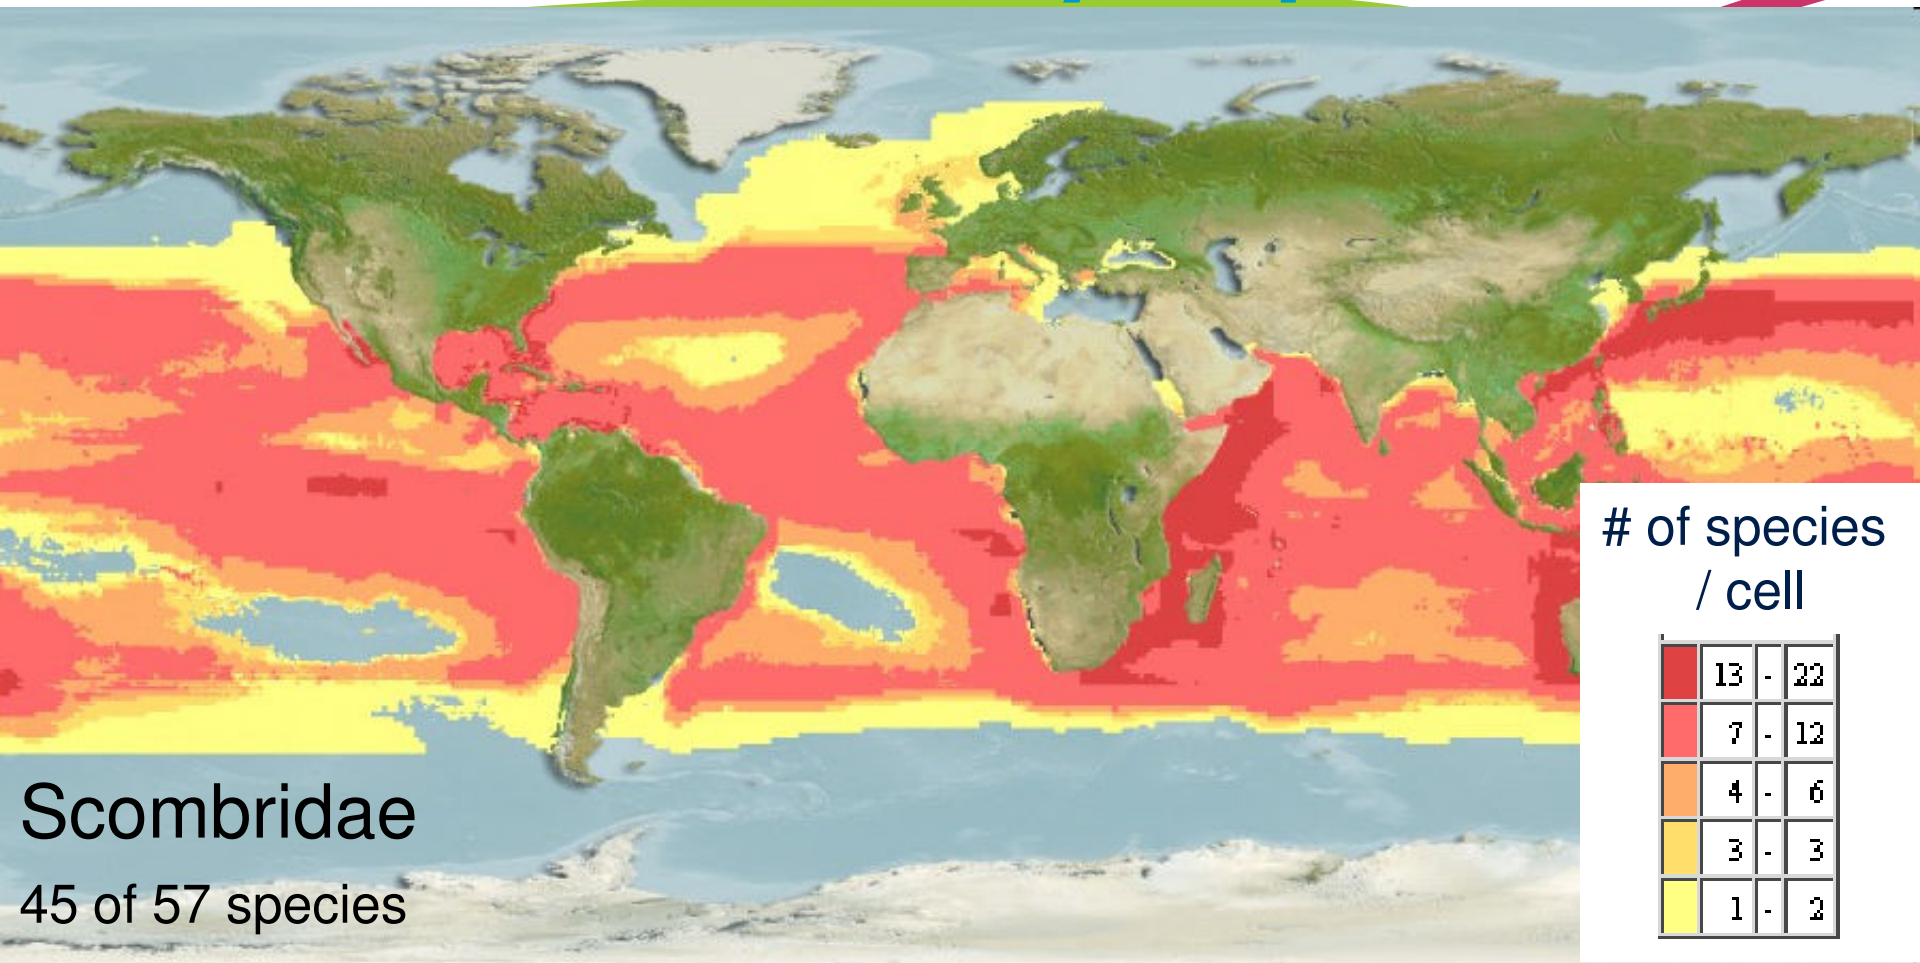 # of species
/ cell
13 - 22
7 - 12
4 - 6
3 - 3
1 - 2
Scombridae
45 of 57 species